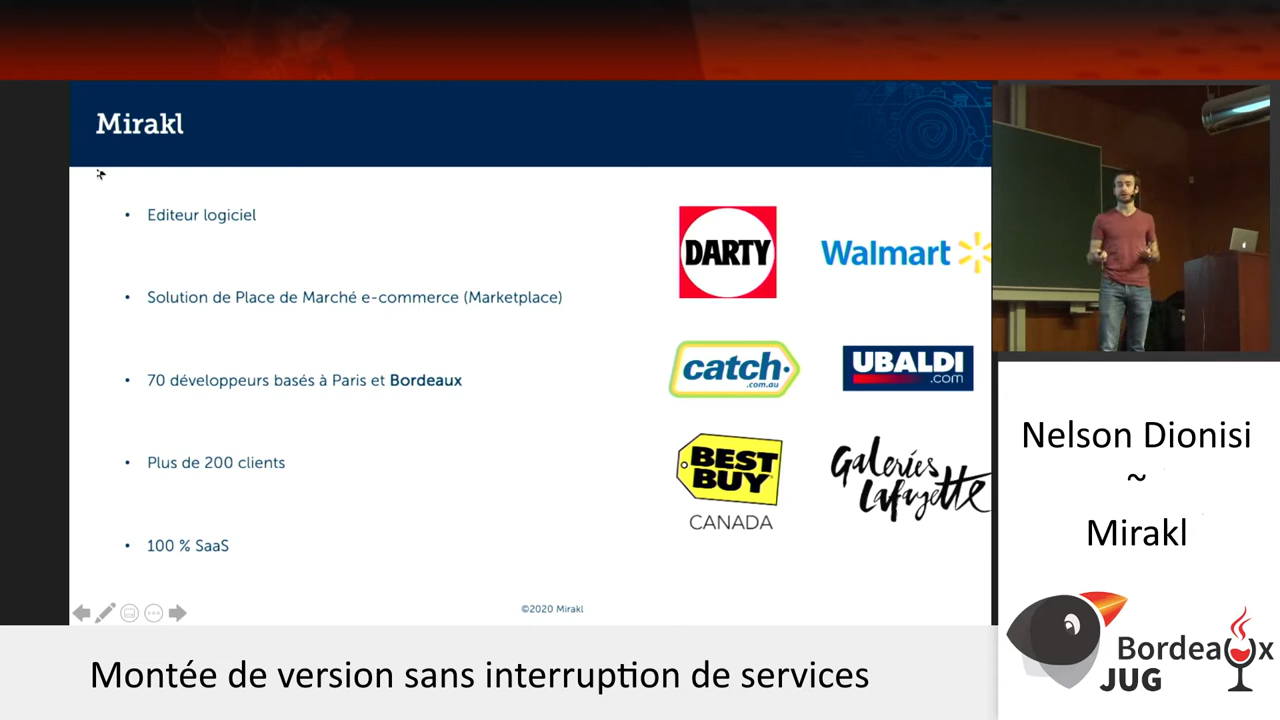 Mirakl
Editeur logiciel
Solution de Place de Marché e-commerce (Marketplace)
70 développeurs basés à Paris et Bordeaux
Plus de 200 clients
100 % SaaS
DARTY
Walmart
catch
.com.au
UBALDI
.com
BEST
BUY
CANADA
Galeries
Lafayette
©2020 Mirakl
Nelson Dionisi
~
Mirakl
Bordeaux
JUG
Montée de version sans interruption de services